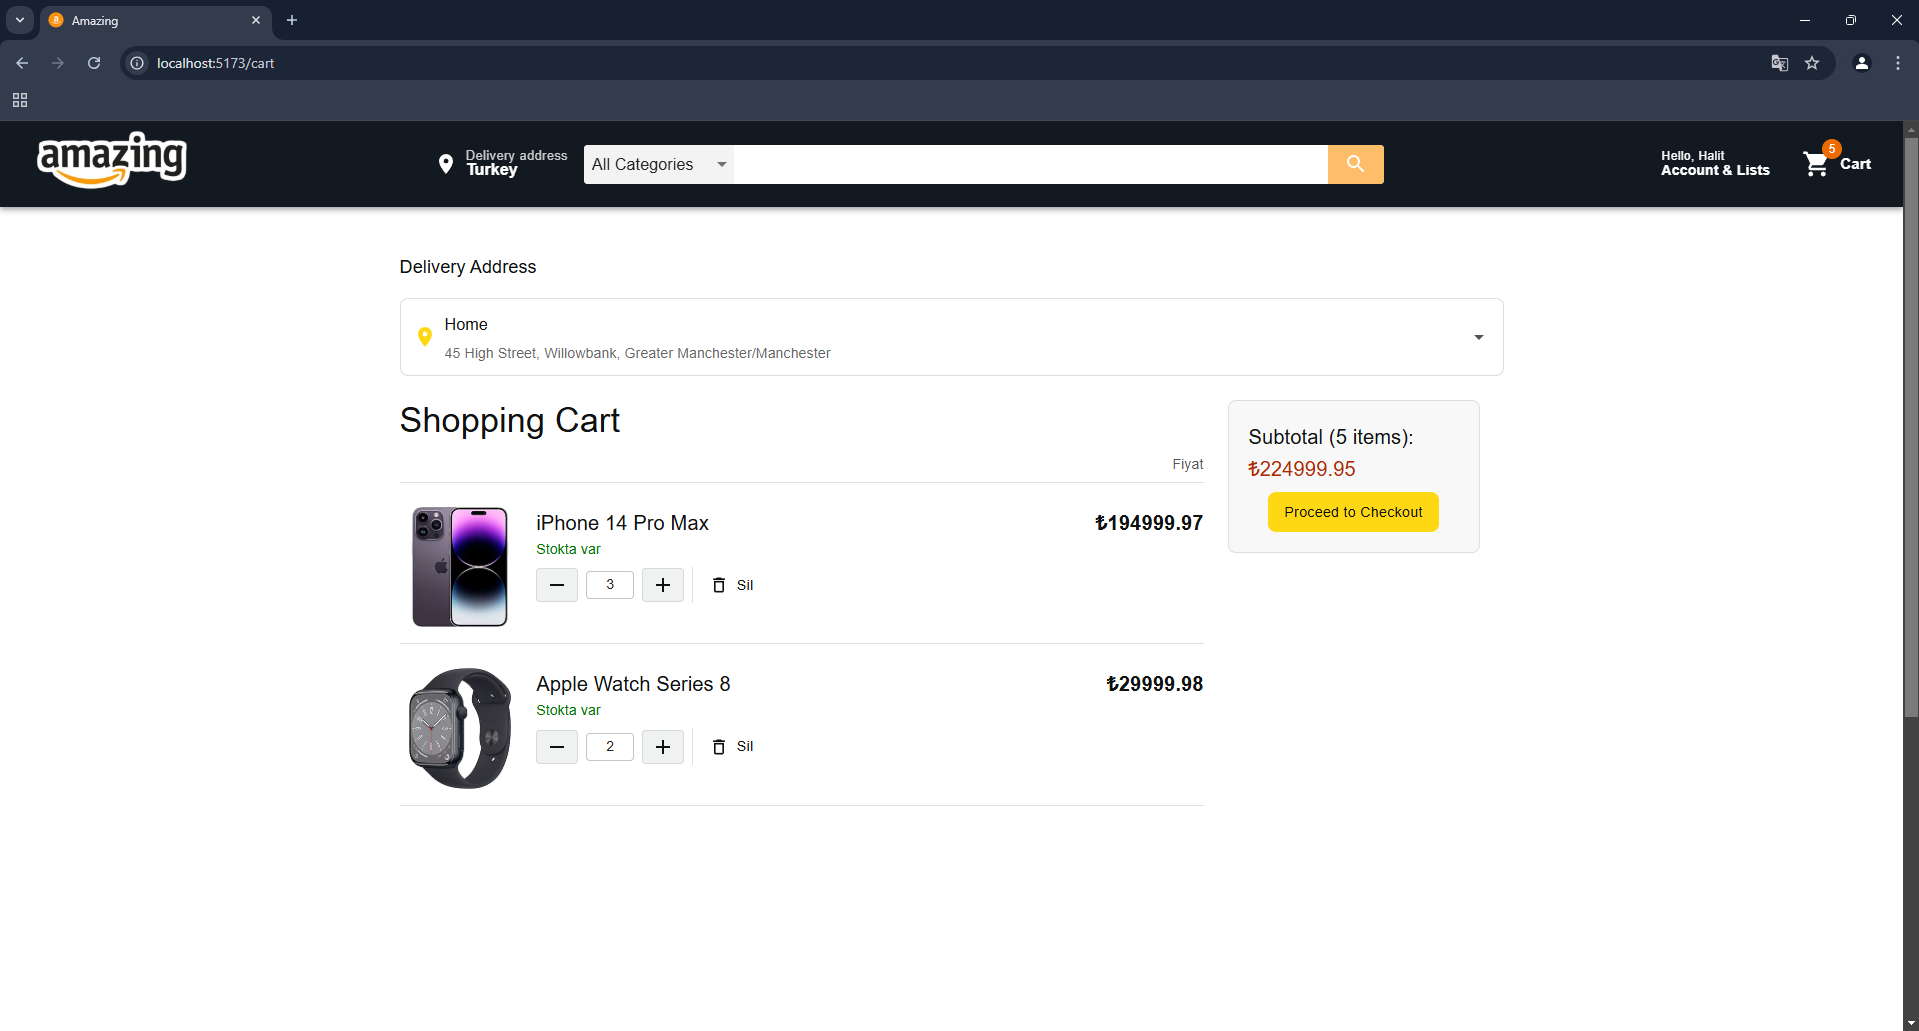 Amazing
localhost:5173/cart
amazing
Delivery address
Turkey
All Categories
Hello, Halit
Account & Lists
5
Cart
Delivery Address
Home
45 High Street, Willowbank, Greater Manchester/Manchester
Shopping Cart
Fiyat
iPhone 14 Pro Max
₺194999.97
Stokta var
3
Sil
Apple Watch Series 8
₺29999.98
Stokta var
2
Sil
Subtotal (5 items):
₺224999.95
Proceed to Checkout